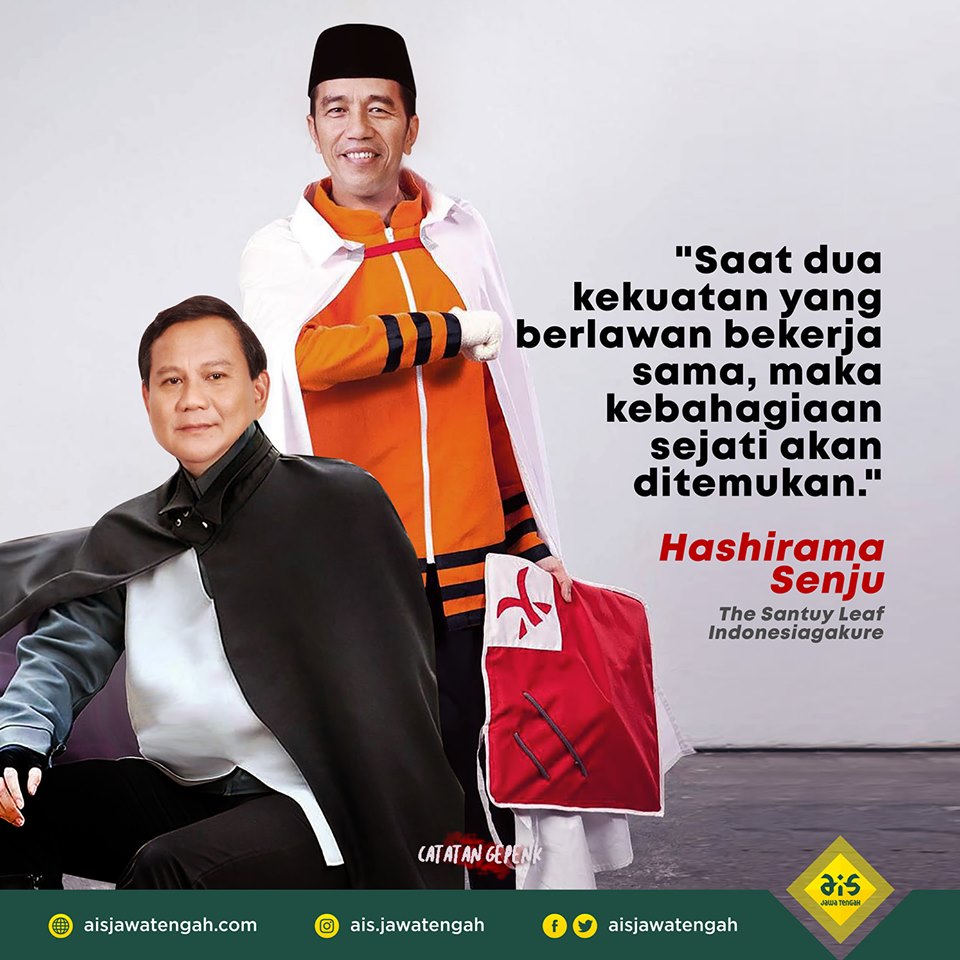 "Saat dua
kekuatan yang
berlawan bekerja
sama, maka
kebahagiaan
sejati akan
ditemukan."
Hashirama
Senju
The Santuy Leaf
Indonesiagakure
CATATAN GEPENK
ais
JAWA TENGAH
aisjawatengah.com
ais.jawatengah
aisjawatengah